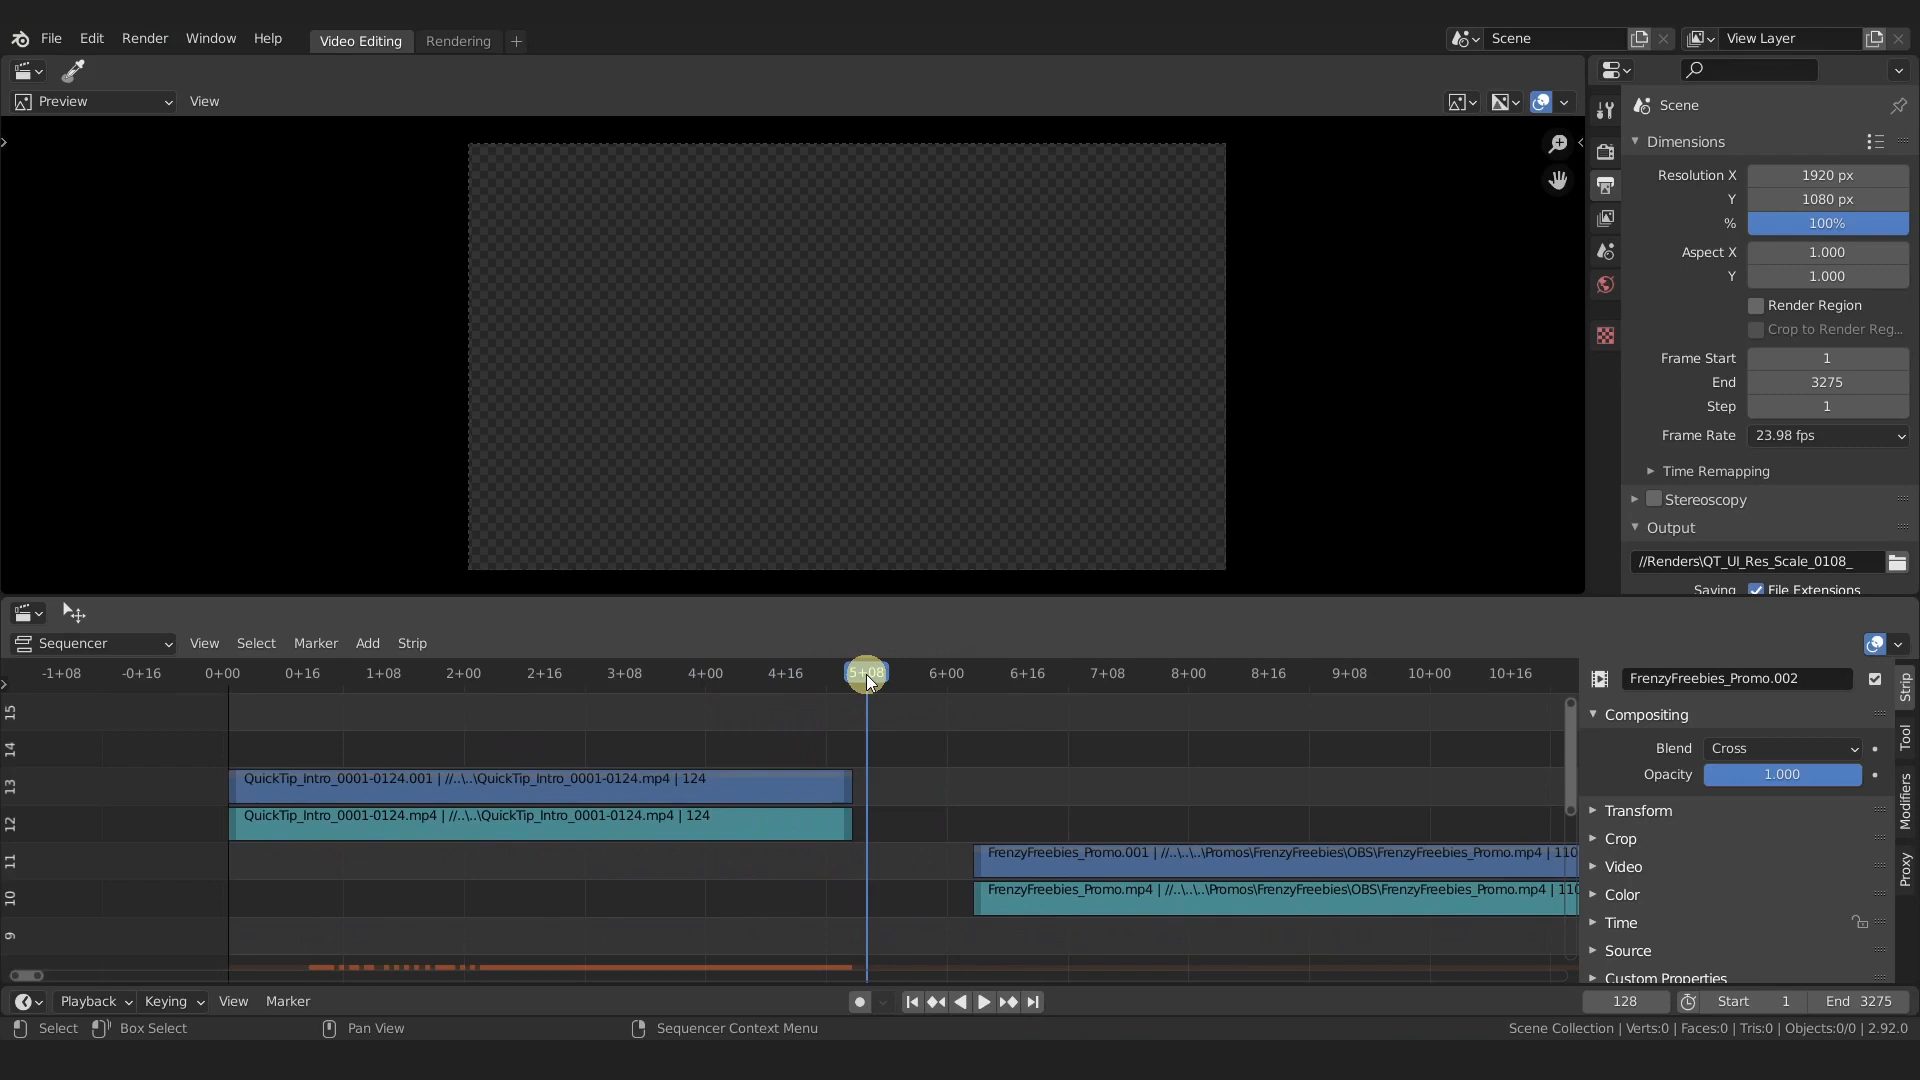 File Edit Render Window Help Video Editing Rendering + Scene View Layer
Preview View
Scene
Dimensions
Resolution X 1920 px
Y 1080 px
% 100%
Aspect X 1.000
Y 1.000
Render Region
Crop to Render Reg...
Frame Start 1
End 3275
Step 1
Frame Rate 23.98 fps
Time Remapping
Stereoscopy
Output
//Renders\QT_UI_Res_Scale_0108_
Saving File Extensions
Sequencer View Select Marker Add Strip
-1+08 -0+16 0+00 0+16 1+08 2+00 2+16 3+08 4+00 4+16 5+08 6+00 6+16 7+08 8+00 8+16 9+08 10+00 10+16
15
14
13 QuickTip_Intro_0001-0124.001 | //..\..\QuickTip_Intro_0001-0124.mp4 | 124
12 QuickTip_Intro_0001-0124.mp4 | //..\..\QuickTip_Intro_0001-0124.mp4 | 124
11 FrenzyFreebies_Promo.001 | //..\..\..\Promos\FrenzyFreebies\OBS\FrenzyFreebies_Promo.mp4 | 110
10 FrenzyFreebies_Promo.mp4 | //..\..\..\Promos\FrenzyFreebies\OBS\FrenzyFreebies_Promo.mp4 | 110
9
FrenzyFreebies_Promo.002
Compositing
Blend Cross
Opacity 1.000
Transform
Crop
Video
Color
Time
Source
Custom Properties
Strip
Tool
Modifiers
Proxy
Playback Keying View Marker 128 Start 1 End 3275
Select Box Select Pan View Sequencer Context Menu Scene Collection | Verts:0 | Faces:0 | Tris:0 | Objects:0/0 | 2.92.0